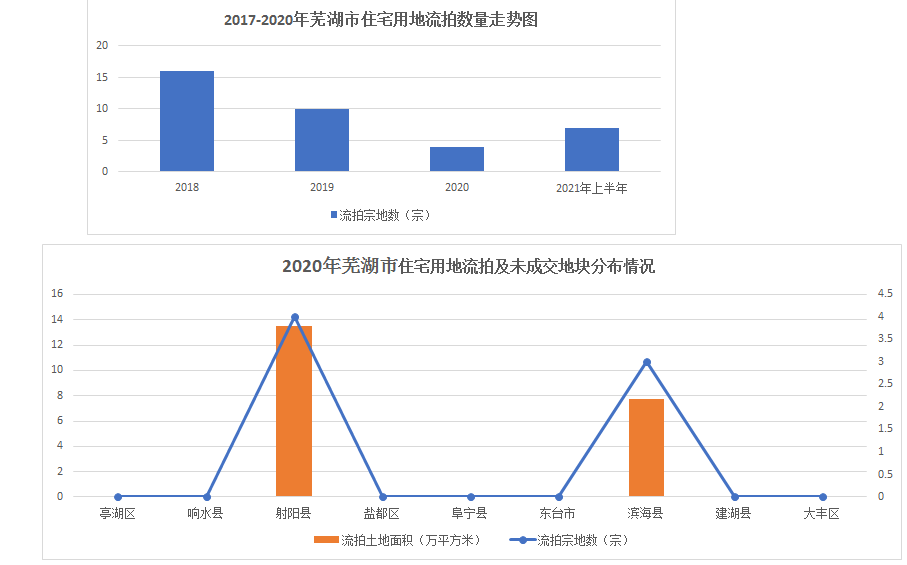 2017-2020年芜湖市住宅用地流拍数量走势图
20
15
10
5
0
2018 2019 2020 2021年上半年
流拍宗地数（宗）
2020年芜湖市住宅用地流拍及未成交地块分布情况
16 4.5
14 4
12 3.5
10 3
8 2.5
6 2
4 1.5
2 1
0 0.5
0
亭湖区 响水县 射阳县 盐都区 阜宁县 东台市 滨海县 建湖县 大丰区
流拍土地面积（万平方米） 流拍宗地数（宗）